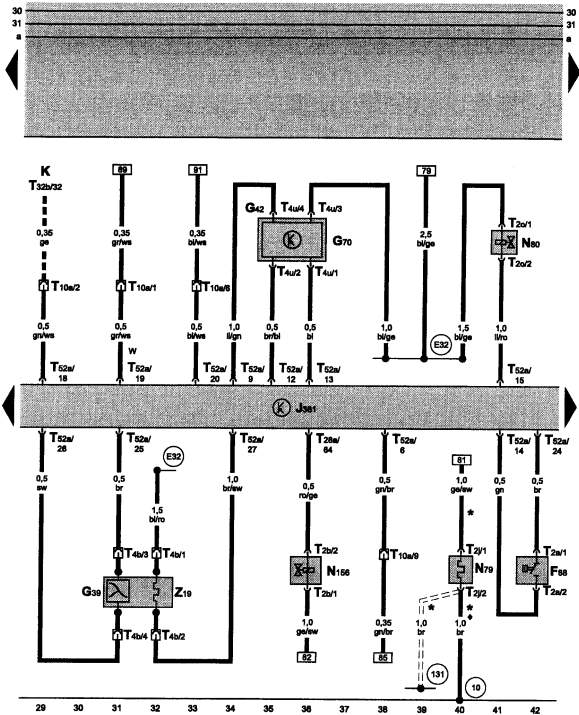 30 30
31 31
a a
K 89 91 79
T32b/32
G42 T4u/4 T4u/3 T2o/1
0,35 0,35 0,35 2,5 N80
ge gr/ws bl/ws G70 bl/ge
T4u/2 T4u/1 T2o/2
T10a/2 T10a/1 T10a/6
0,5 0,5 0,5 1,0 0,5 0,5 1,0 1,5 1,0
gn/ws gr/ws bl/ws li/gn br/bl bl bl/ge E32 bl/ge li/ro
W
T52a/ T52a/ T52a/ T52a/ T52a/ T52a/ T52a/
18 19 20 9 12 13 15
J361
T52a/ T52a/ T52a/ T28a/ T52a/ T52a/ T52a/
26 25 27 64 6 14 24
E32 81
0,5 0,5 1,0 0,5 0,5 1,0 0,5 0,5
sw br br/sw ro/ge gn/br ge/sw gn br
1,5 *
bl/ro
T4b/3 T4b/1 T2b/2 T10a/9 T2j/1 T2a/1
G39 Z19 N156 N79 F88
T2b/1 T2j/2 T2a/2
* *
T4b/4 T4b/2 1,0 0,35 1,0 1,0
ge/sw gn/br br br
82 85 131 10
29 30 31 32 33 34 35 36 37 38 39 40 41 42